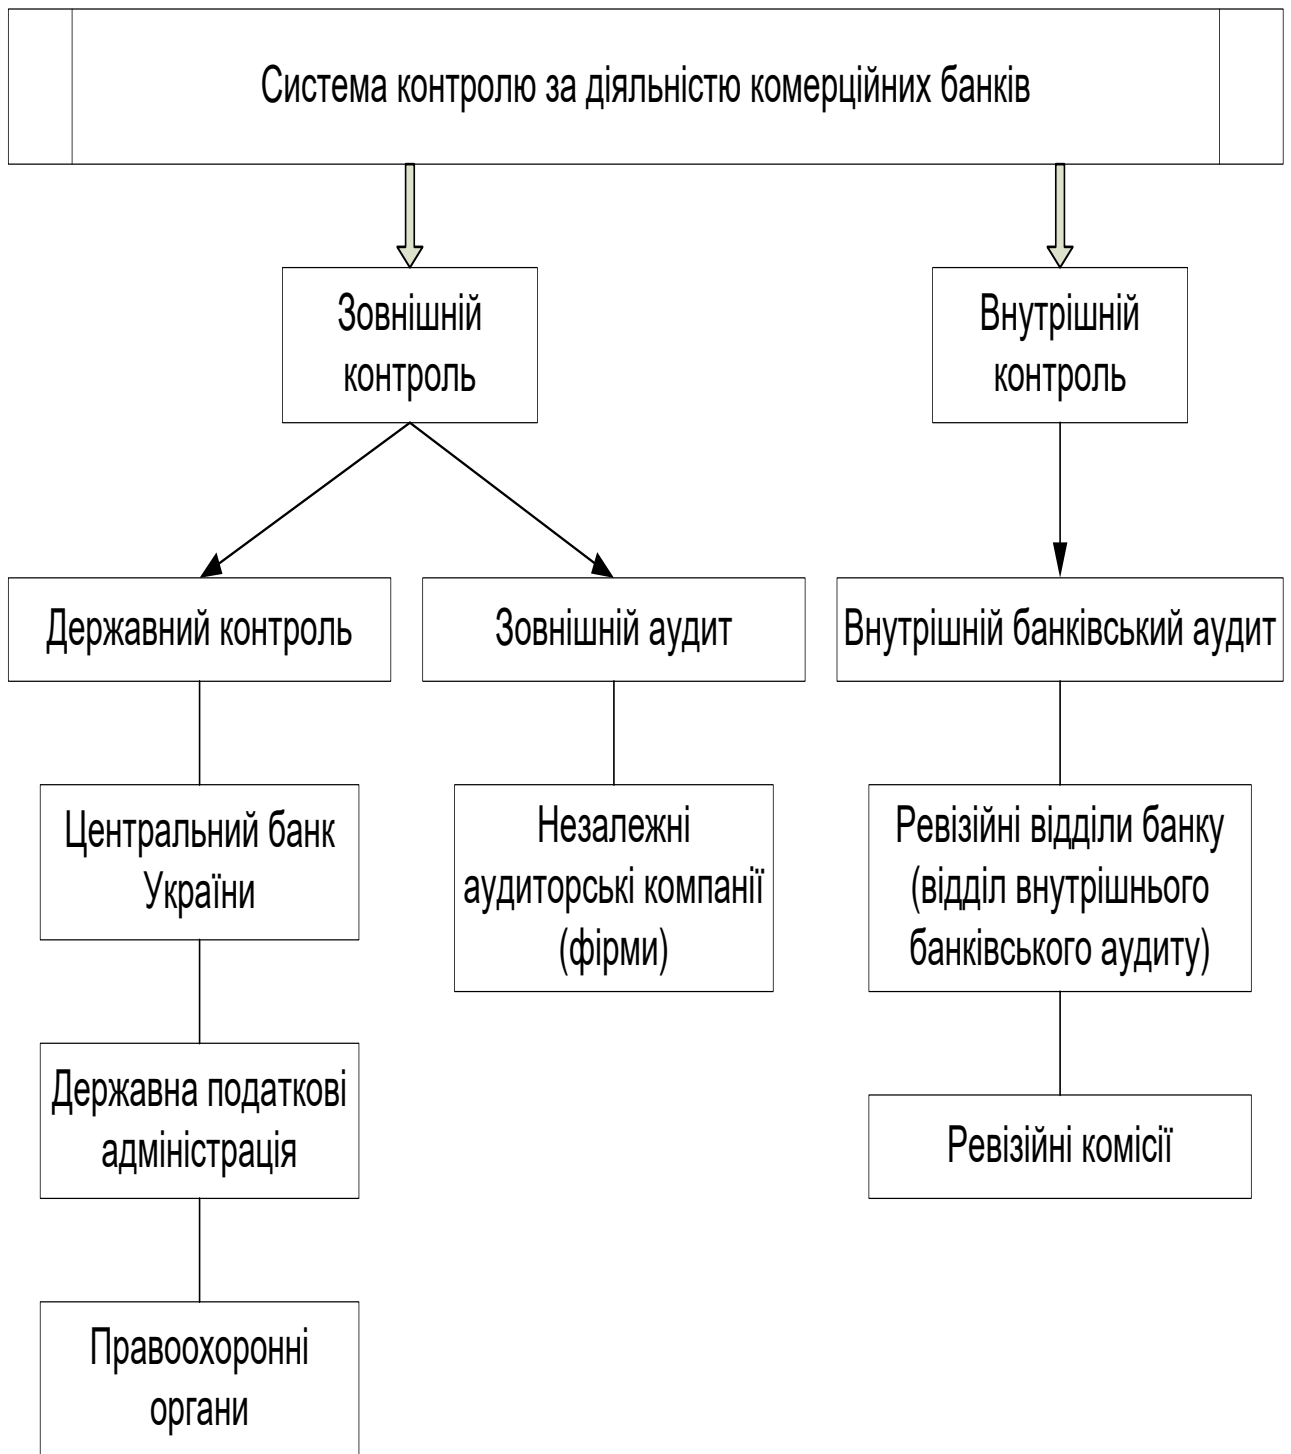 Система контролю за діяльністю комерційних банків
Зовнішній
контроль
Внутрішній
контроль
Державний контроль
Зовнішній аудит
Внутрішній банківський аудит
Центральний банк
України
Незалежні
аудиторські компанії
(фірми)
Ревізійні відділи банку
(відділ внутрішнього
банківського аудиту)
Державна податкові
адміністрація
Ревізійні комісії
Правоохоронні
органи